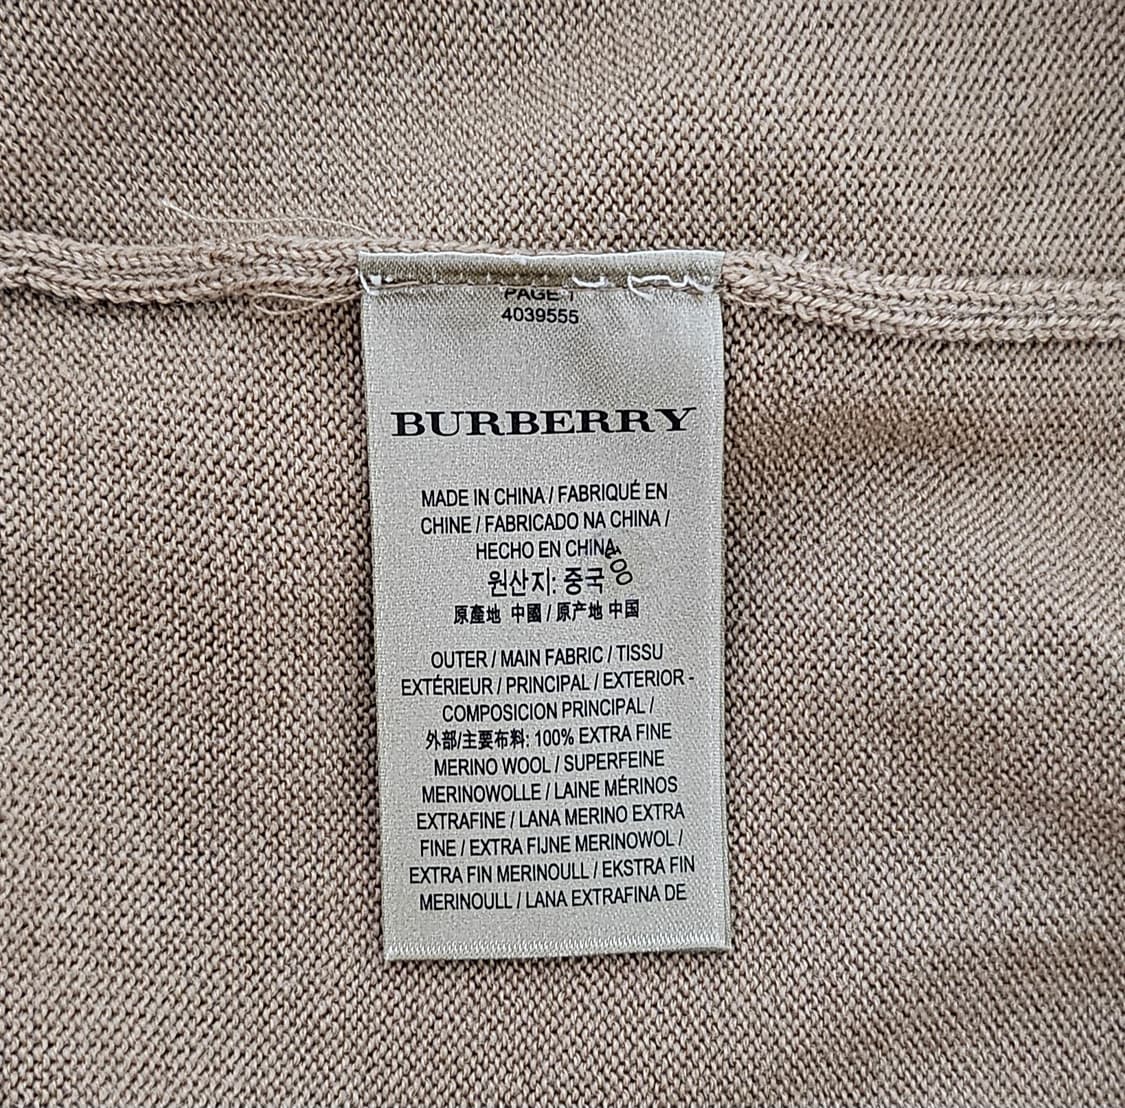 PAGE 1
4039555
BURBERRY
MADE IN CHINA / FABRIQUÉ EN
CHINE / FABRICADO NA CHINA /
HECHO EN CHINA
원산지: 중국
原產地 中國 / 原产地 中国
OUTER / MAIN FABRIC / TISSU
EXTÉRIEUR / PRINCIPAL / EXTERIOR -
COMPOSICION PRINCIPAL /
外部/主要布料: 100% EXTRA FINE
MERINO WOOL / SUPERFEINE
MERINOWOLLE / LAINE MÉRINOS
EXTRAFINE / LANA MERINO EXTRA
FINE / EXTRA FIJNE MERINOWOL /
EXTRA FIN MERINOULL / EKSTRA FIN
MERINOULL / LANA EXTRAFINA DE